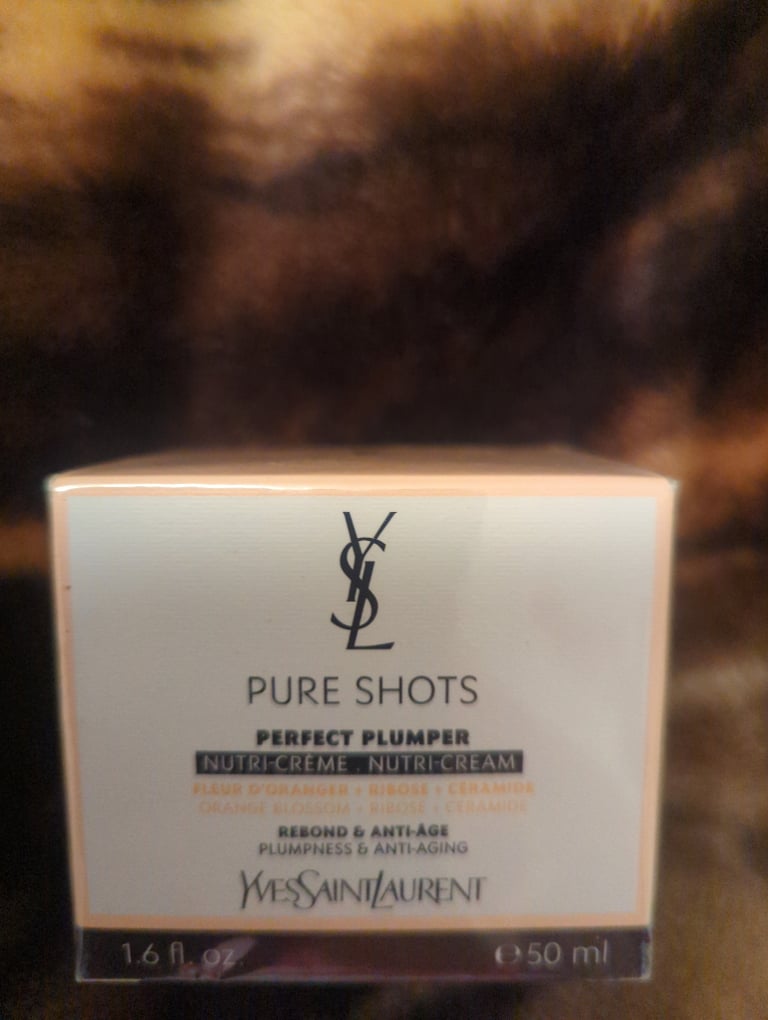 YSL
PURE SHOTS
PERFECT PLUMPER
NUTRI-CRÈME . NUTRI-CREAM
FLEUR D'ORANGER + RIBOSE + CÉRAMIDE
ORANGE BLOSSOM + RIBOSE + CERAMIDE
REBOND & ANTI-ÂGE
PLUMPNESS & ANTI-AGING
YVESSAINTLAURENT
1.6 fl. oz. ℮50 ml